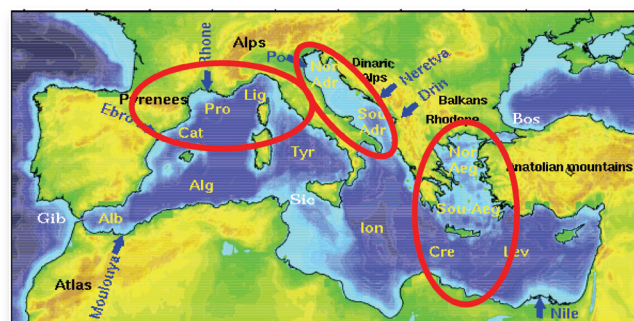 Alps
Rhone
Po
Nor
Adr
Dinaric
Alps
Neretva
Drin
Pyrenees
Ebro
Lig
Pro
Cat
Sou
Adr
Balkans
Rhodope
Bos
Nor
Aeg
Anatolian mountains
Tyr
Alg
Sic
Sou-Aeg
Gib
Alb
Ion
Cre
Lev
Atlas
Moulouya
Nile